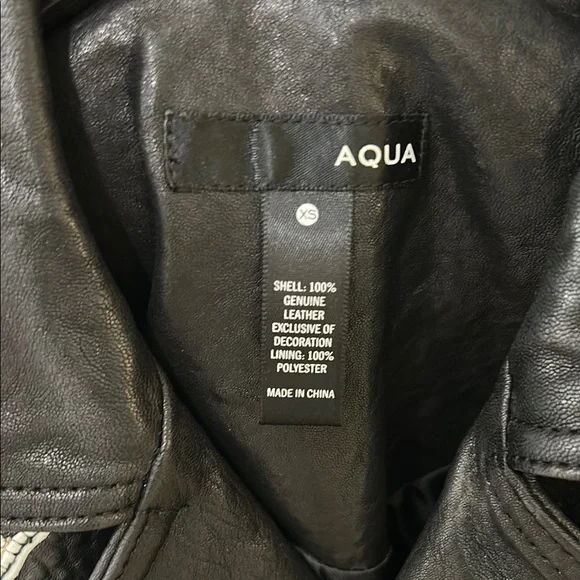 AQUA
XS
SHELL: 100%
GENUINE
LEATHER
EXCLUSIVE OF
DECORATION
LINING: 100%
POLYESTER
MADE IN CHINA